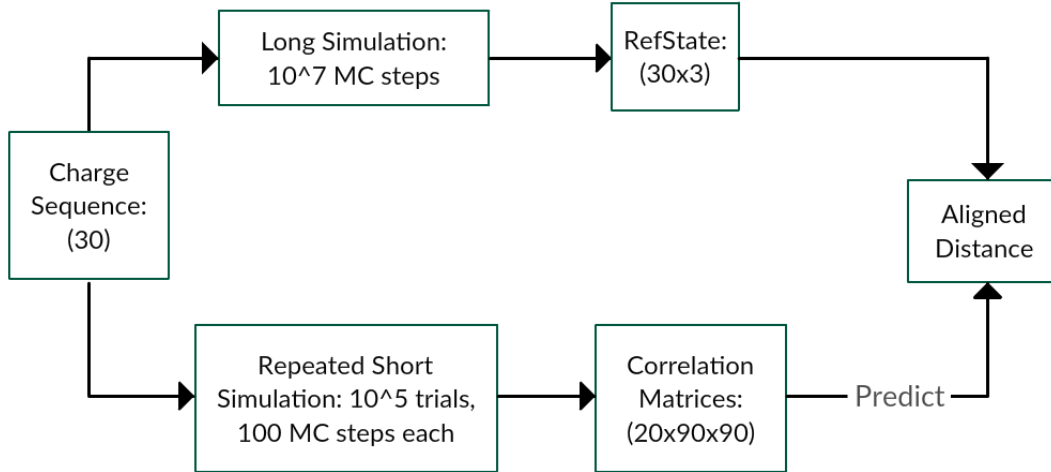 Long Simulation:
10^7 MC steps
RefState:
(30x3)
Charge
Sequence:
(30)
Aligned
Distance
Repeated Short
Simulation: 10^5 trials,
100 MC steps each
Correlation
Matrices:
(20x90x90)
Predict